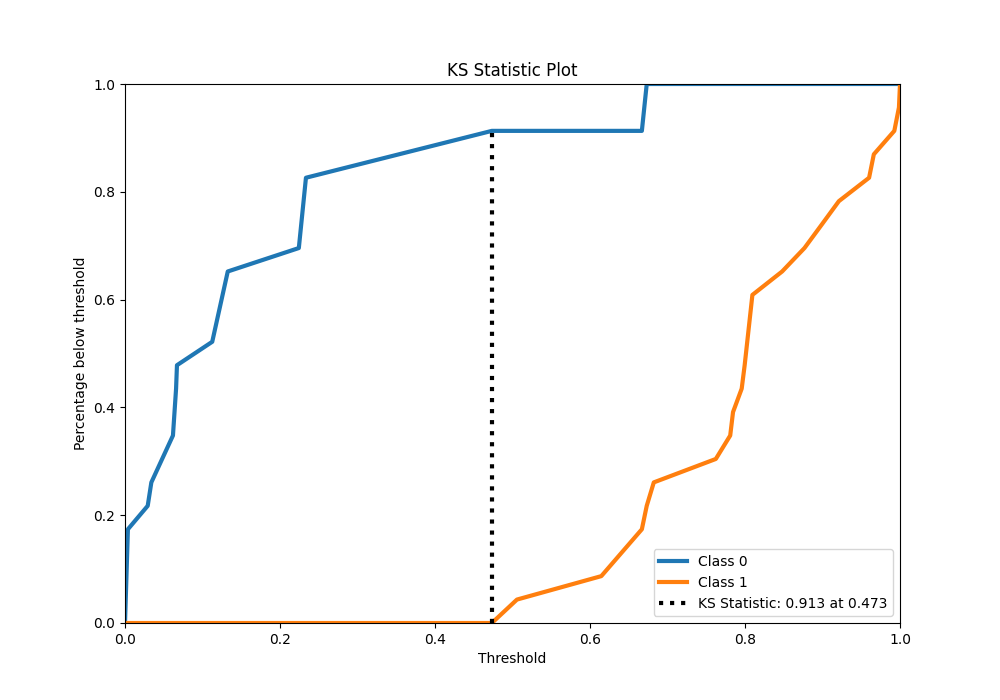 KS Statistic Plot
1.0
0.8
0.6
0.4
0.2
0.0
Percentage below threshold
0.0 0.2 0.4 0.6 0.8 1.0
Threshold
Class 0
Class 1
KS Statistic: 0.913 at 0.473